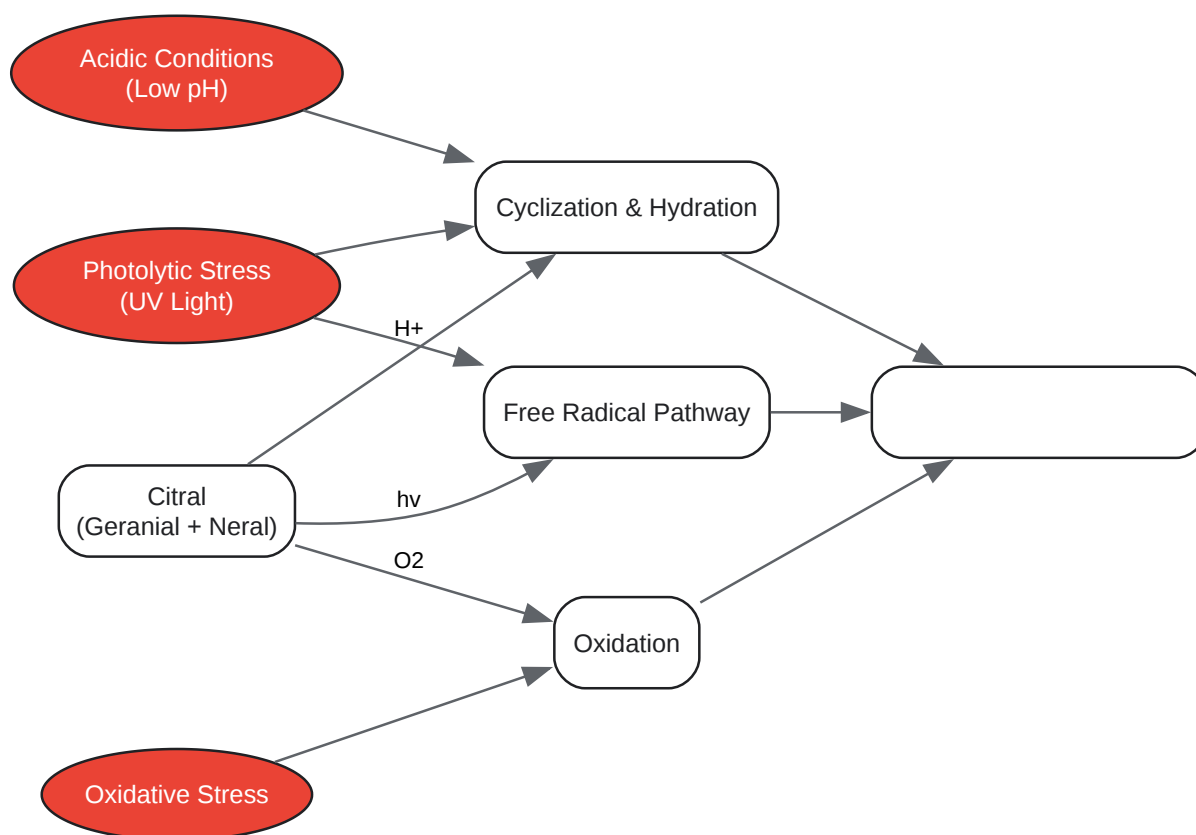 Acidic Conditions
(Low pH)
Cyclization & Hydration
Photolytic Stress
(UV Light)
H+
Free Radical Pathway
Citral
(Geranial + Neral)
hv
O2
Oxidation
Oxidative Stress